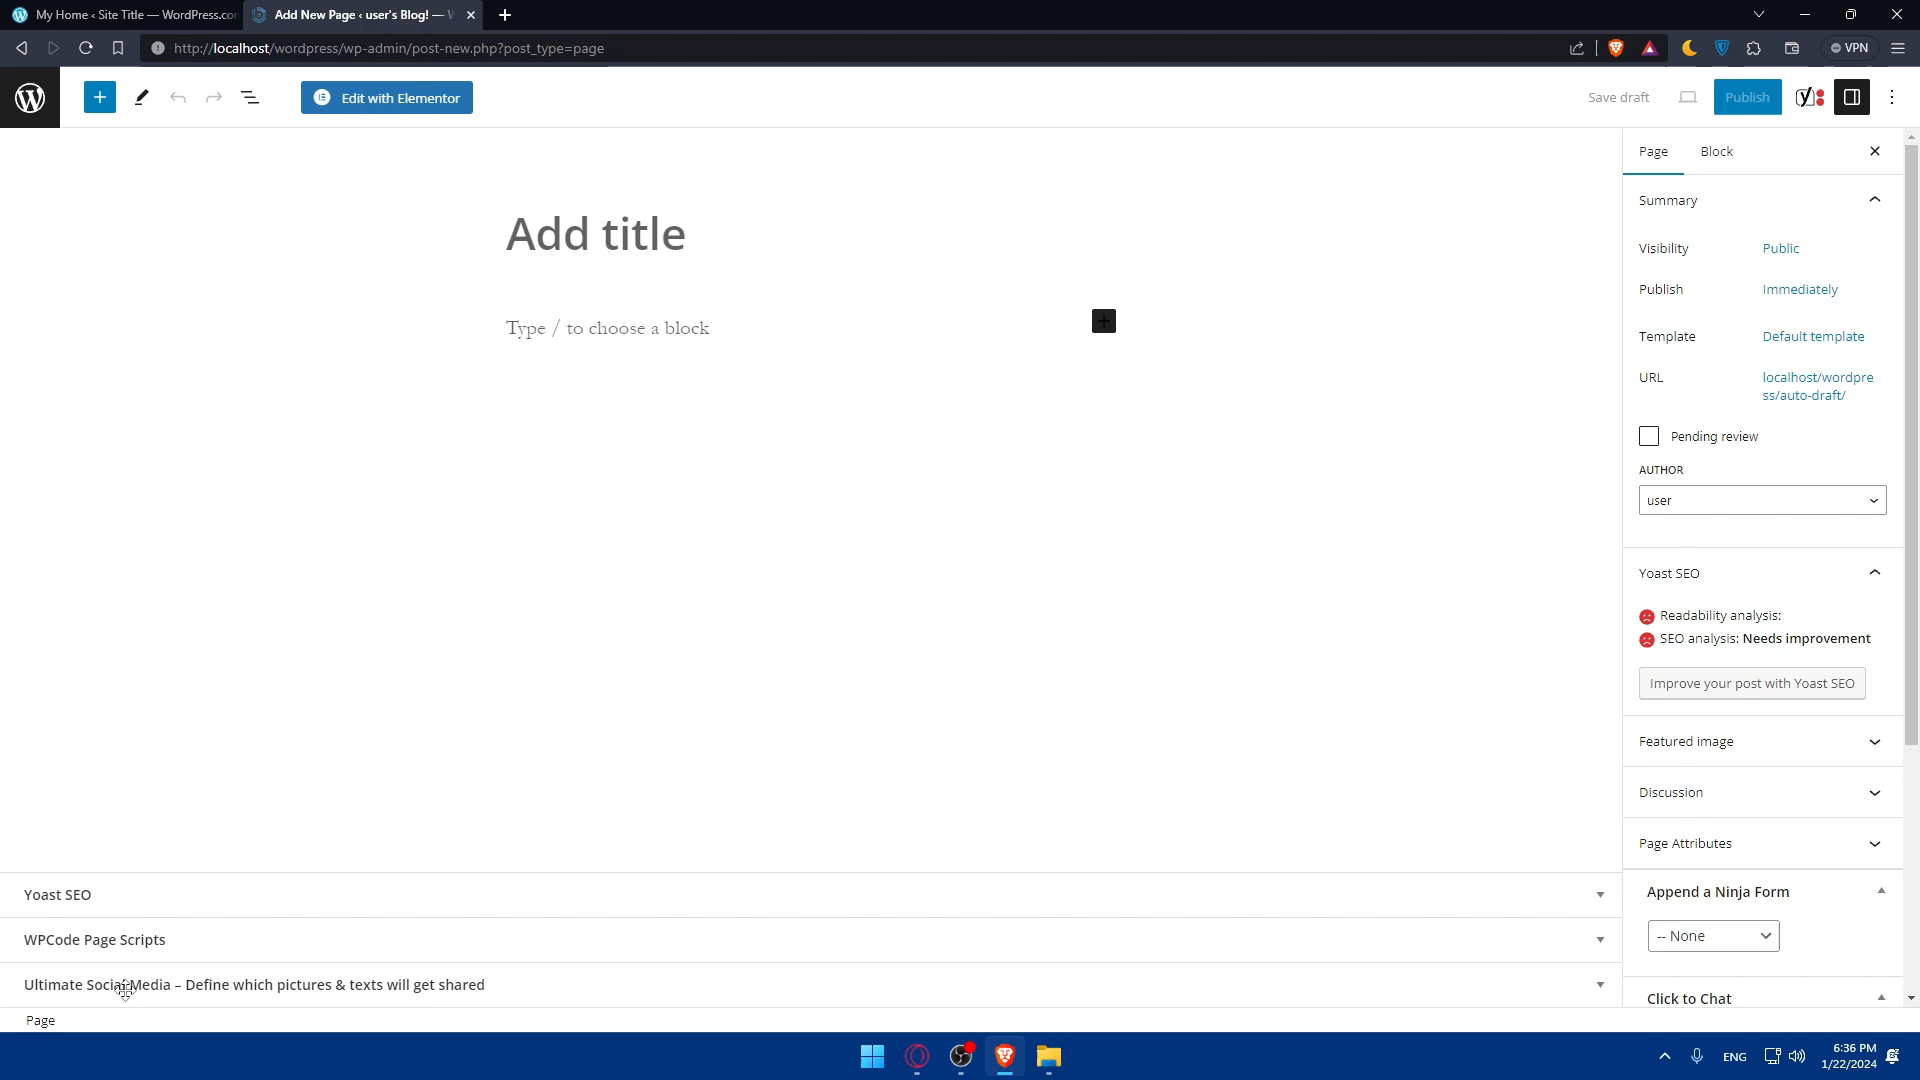 My Home ‹ Site Title — WordPress.co
Add New Page ‹ user's Blog! —
http://localhost/wordpress/wp-admin/post-new.php?post_type=page
VPN
Edit with Elementor
Save draft
Publish
Page
Block
Add title
Type / to choose a block
Summary
Visibility
Public
Publish
Immediately
Template
Default template
URL
localhost/wordpre
ss/auto-draft/
Pending review
AUTHOR
user
Yoast SEO
Readability analysis:
SEO analysis: Needs improvement
Improve your post with Yoast SEO
Featured image
Discussion
Page Attributes
Append a Ninja Form
-- None
Click to Chat
Yoast SEO
WPCode Page Scripts
Ultimate Social Media – Define which pictures & texts will get shared
Page
ENG
6:36 PM
1/22/2024